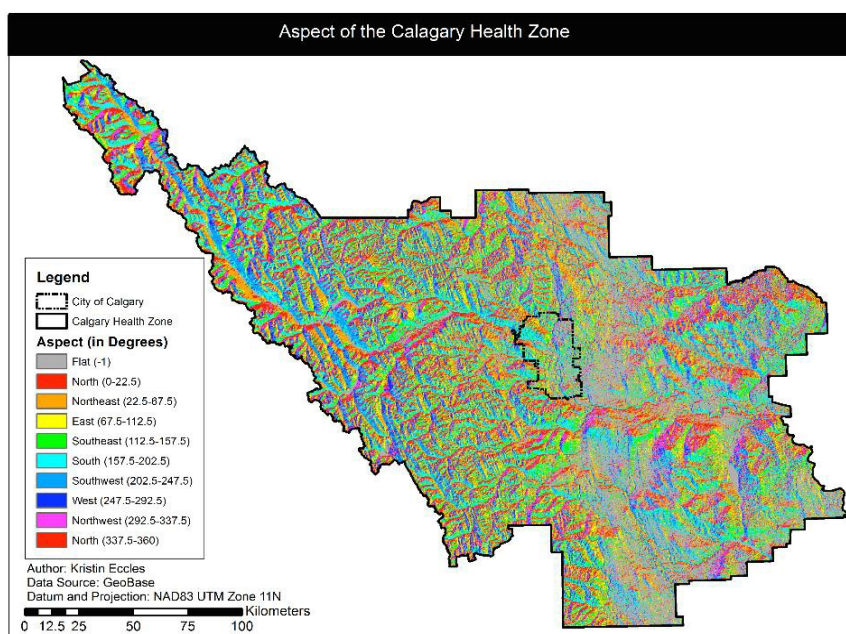 Aspect of the Calagary Health Zone
Legend
City of Calgary
Calgary Health Zone
Aspect (in Degrees)
Flat (-1)
North (0-22.5)
Northeast (22.5-67.5)
East (67.5-112.5)
Southeast (112.5-157.5)
South (157.5-202.5)
Southwest (202.5-247.5)
West (247.5-292.5)
Northwest (292.5-337.5)
North (337.5-360)
Author: Kristin Eccles
Data Source: GeoBase
Datum and Projection: NAD83 UTM Zone 11N
Kilometers
0 12.5 25 50 75 100